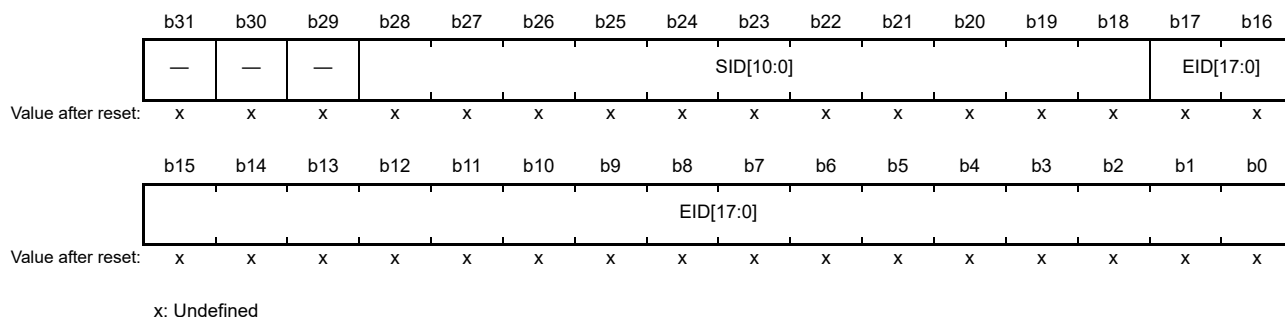 b31 b30 b29 b28 b27 b26 b25 b24 b23 b22 b21 b20 b19 b18 b17 b16
— — — SID[10:0] EID[17:0]
Value after reset: x x x x x x x x x x x x x x x x
b15 b14 b13 b12 b11 b10 b9 b8 b7 b6 b5 b4 b3 b2 b1 b0
EID[17:0]
Value after reset: x x x x x x x x x x x x x x x x
x: Undefined